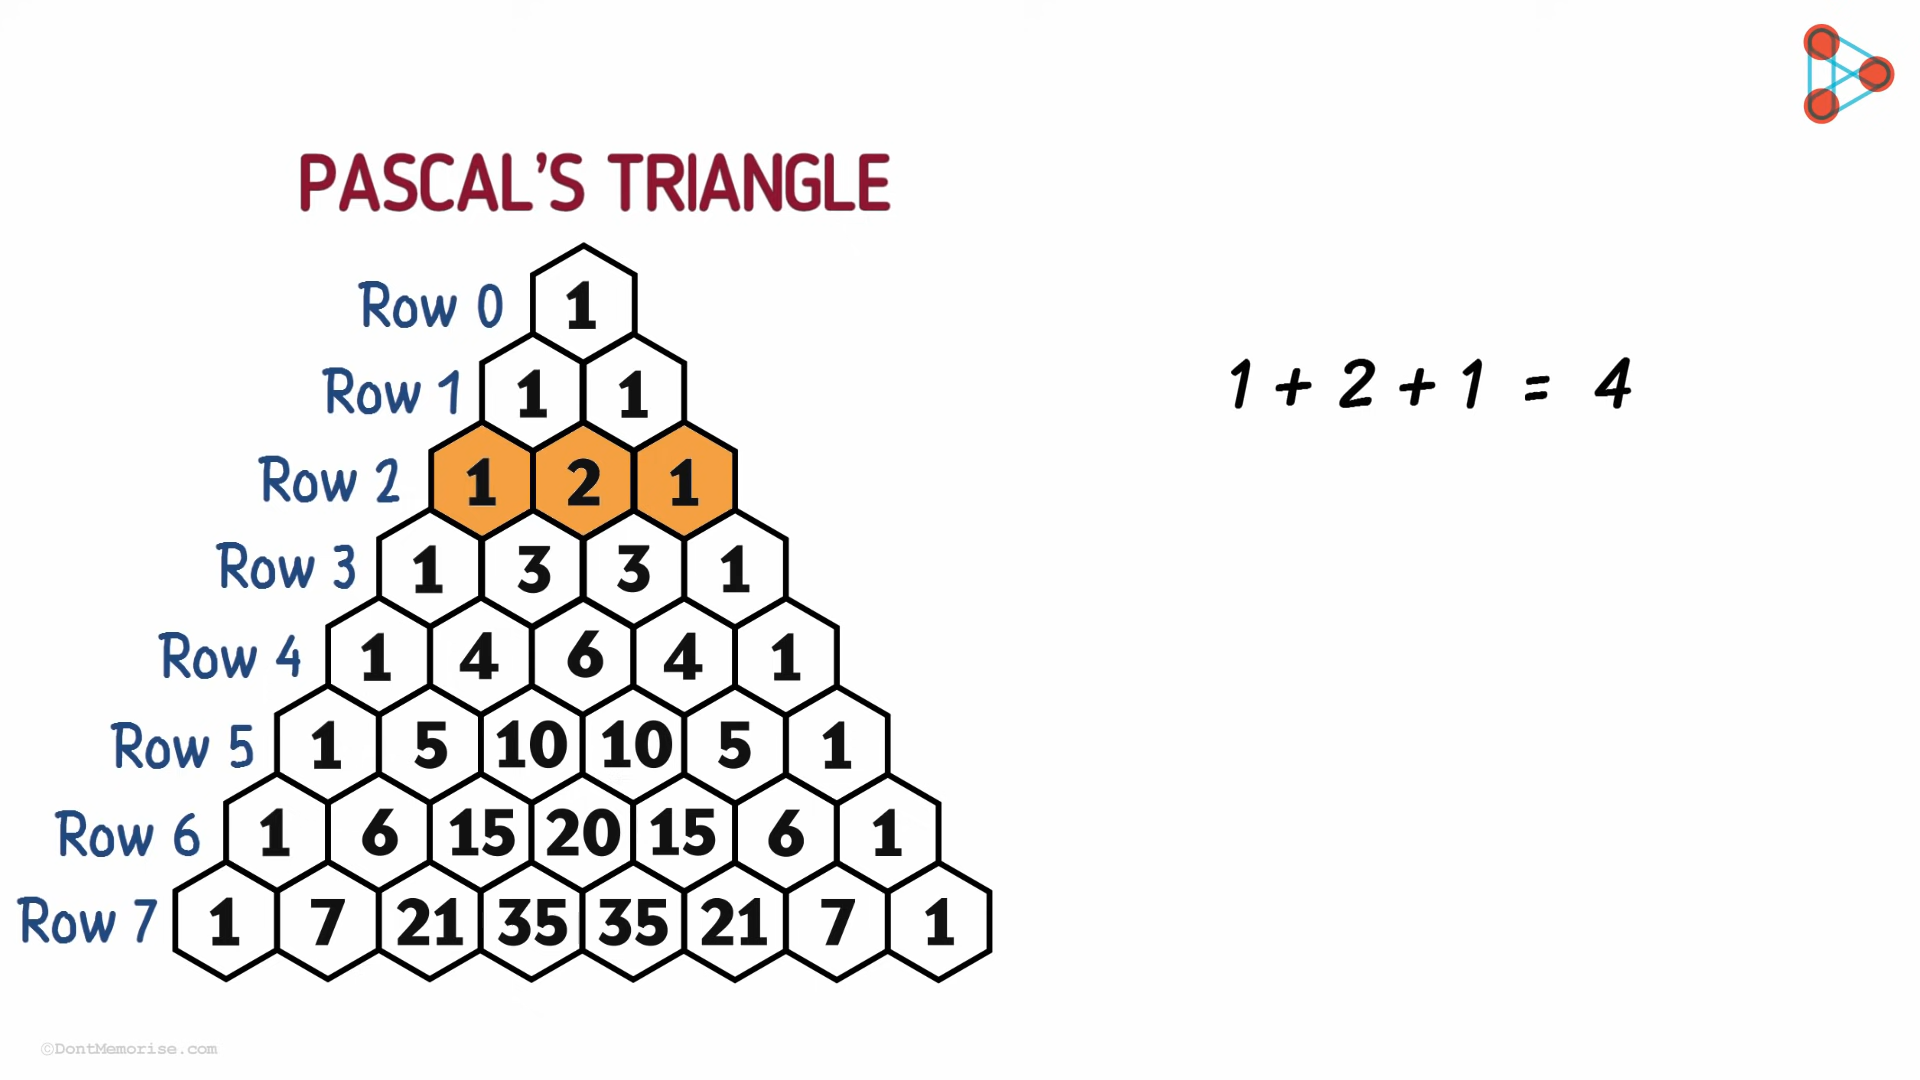 PASCAL'S TRIANGLE
Row 0 1
Row 1 1 1
1 + 2 + 1 = 4
Row 2 1 2 1
Row 3 1 3 3 1
Row 4 1 4 6 4 1
Row 5 1 5 10 10 5 1
Row 6 1 6 15 20 15 6 1
Row 7 1 7 21 35 35 21 7 1
©DontMemorise.com